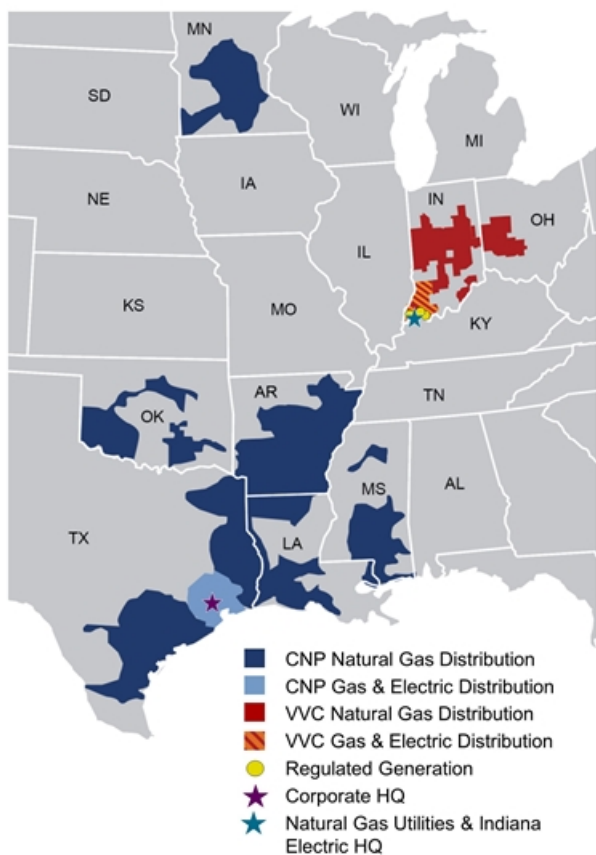 MN
SD
WI
MI
NE
IA
IN
OH
IL
KS
MO
KY
OK
AR
TN
TX
LA
MS
AL
CNP Natural Gas Distribution
CNP Gas & Electric Distribution
VVC Natural Gas Distribution
VVC Gas & Electric Distribution
Regulated Generation
Corporate HQ
Natural Gas Utilities & Indiana
Electric HQ